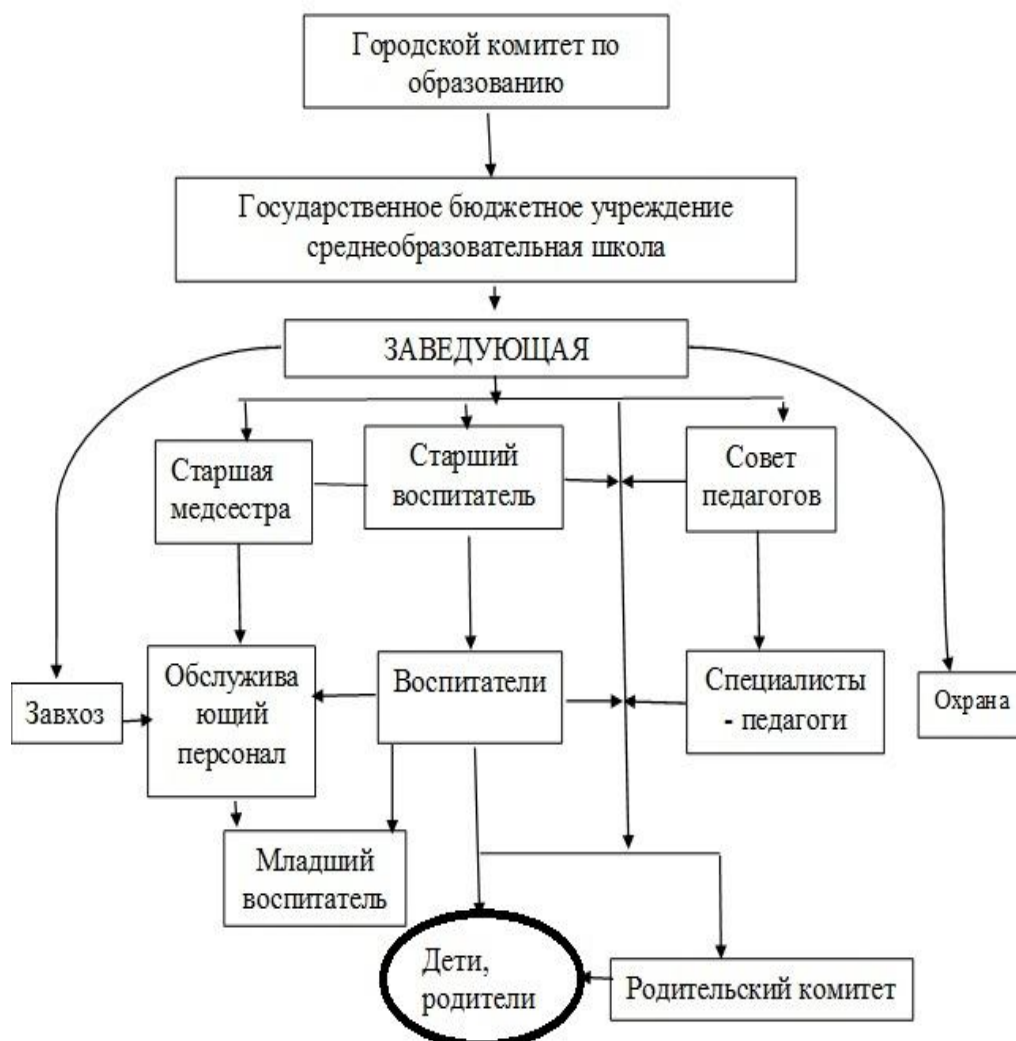 Городской комитет по
образованию
Государственное бюджетное учреждение
среднеобразовательная школа
ЗАВЕДУЮЩАЯ
Старшая
медсестра
Старший
воспитатель
Совет
педагогов
Завхоз
Обслужива
ющий
персонал
Воспитатели
Специалисты
- педагоги
Охрана
Младший
воспитатель
Дети,
родители
Родительский комитет